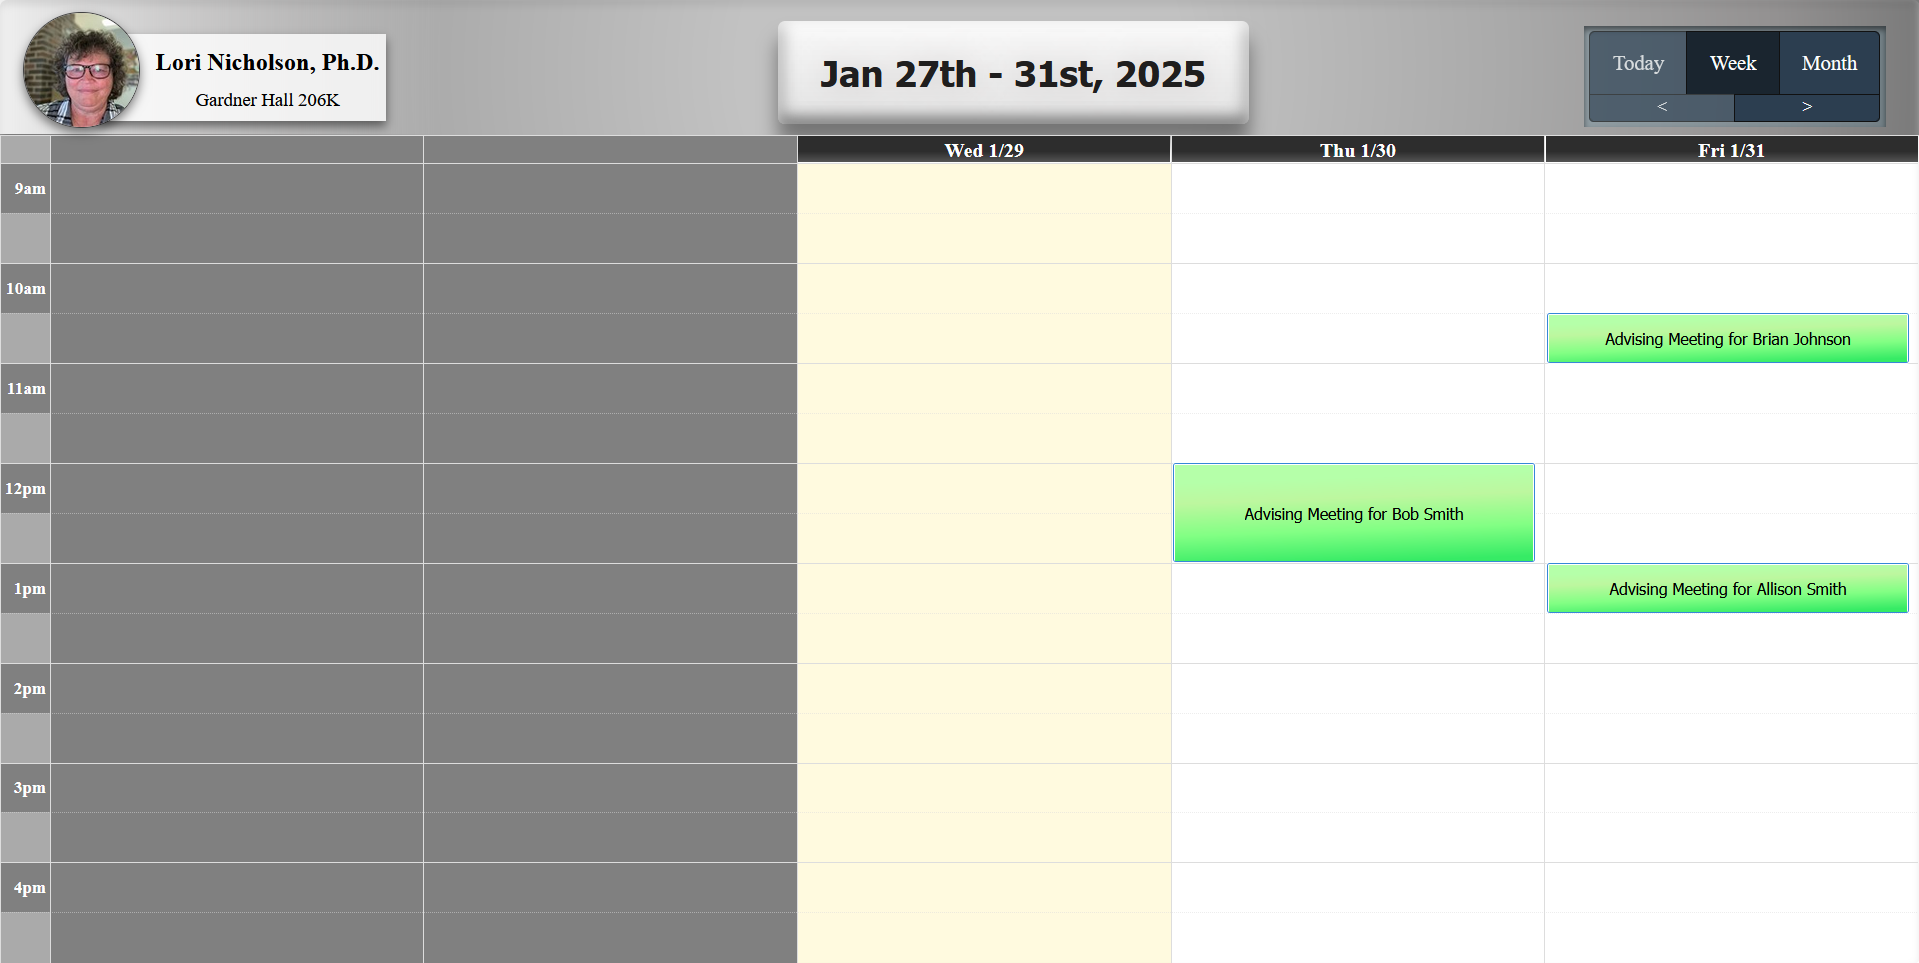 Lori Nicholson, Ph.D.
Gardner Hall 206K
Jan 27th - 31st, 2025
Today
Week
Month
<
>
Wed 1/29
Thu 1/30
Fri 1/31
9am
10am
Advising Meeting for Brian Johnson
11am
12pm
Advising Meeting for Bob Smith
1pm
Advising Meeting for Allison Smith
2pm
3pm
4pm